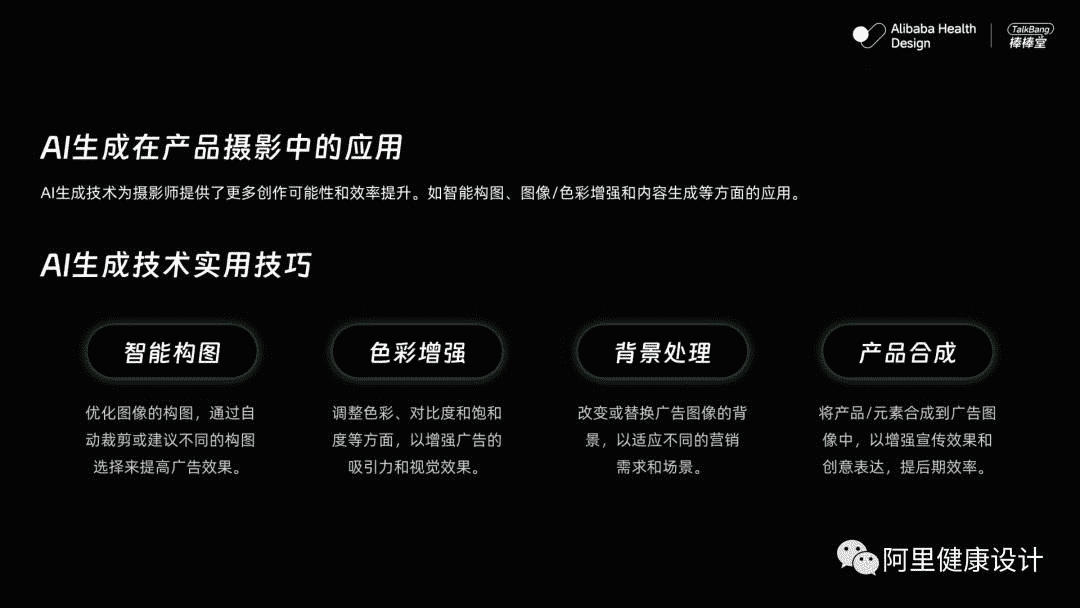 Alibaba Health
Design
TalkBang
棒棒堂
AI生成在产品摄影中的应用
AI生成技术为摄影师提供了更多创作可能性和效率提升。如智能构图、图像/色彩增强和内容生成等方面的应用。
AI生成技术实用技巧
智能构图
优化图像的构图，通过自
动裁剪或建议不同的构图
选择来提高广告效果。
色彩增强
调整色彩、对比度和饱和
度等方面，以增强广告的
吸引力和视觉效果。
背景处理
改变或替换广告图像的背
景，以适应不同的营销
需求和场景。
产品合成
将产品/元素合成到广告图
像中，以增强宣传效果和
创意表达，提后期效率。
阿里健康设计